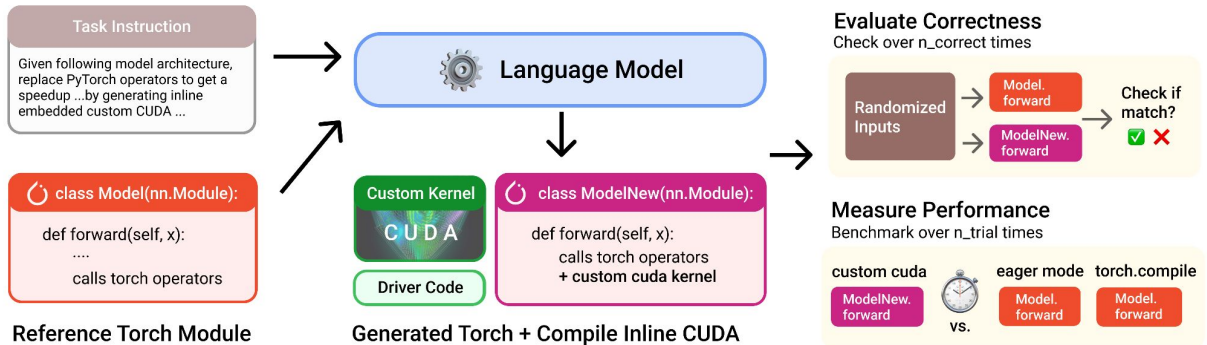 Task Instruction
Given following model architecture,
replace PyTorch operators to get a
speedup ...by generating inline
embedded custom CUDA ...
class Model(nn.Module):
def forward(self, x):
....
calls torch operators
Reference Torch Module
Language Model
Custom Kernel
CUDA
Driver Code
class ModelNew(nn.Module):
def forward(self, x):
calls torch operators
+ custom cuda kernel
Generated Torch + Compile Inline CUDA
Evaluate Correctness
Check over n_correct times
Randomized
Inputs
Model.
forward
ModelNew.
forward
Check if
match?
Measure Performance
Benchmark over n_trial times
custom cuda
ModelNew.
forward
vs.
eager mode
Model.
forward
torch.compile
Model.
forward